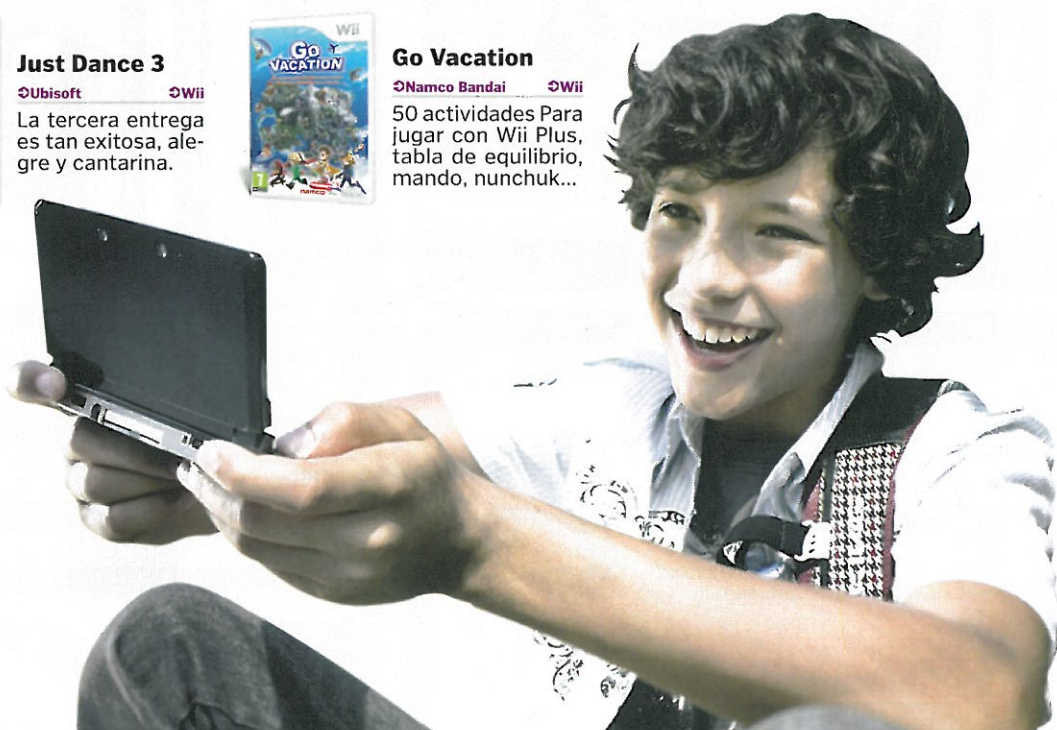 Just Dance 3
Ubisoft Wii
La tercera entrega
es tan exitosa, ale-
gre y cantarina.
Wii
GO
VACATION
7
namco
Go Vacation
Namco Bandai Wii
50 actividades Para
jugar con Wii Plus,
tabla de equilibrio,
mando, nunchuk...